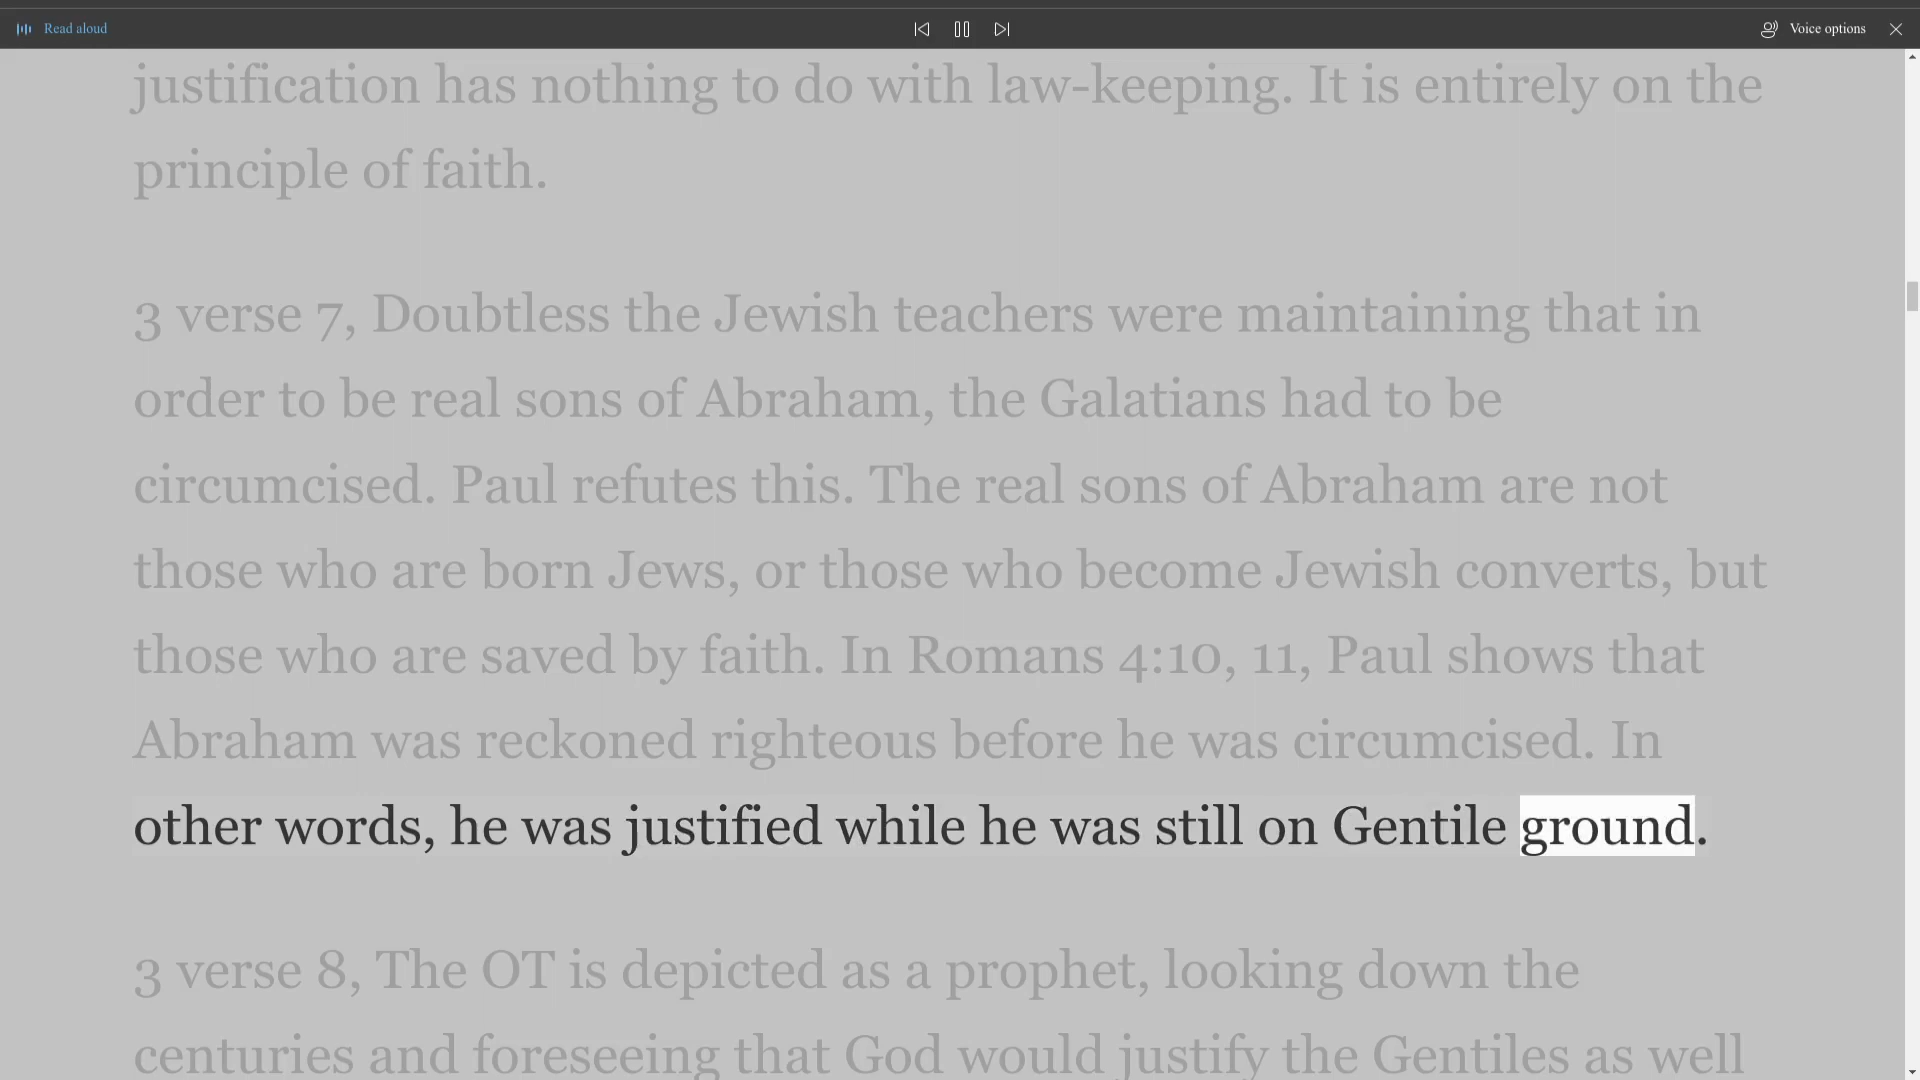 Read aloud
Voice options
justification has nothing to do with law-keeping. It is entirely on the
principle of faith.
3 verse 7, Doubtless the Jewish teachers were maintaining that in
order to be real sons of Abraham, the Galatians had to be
circumcised. Paul refutes this. The real sons of Abraham are not
those who are born Jews, or those who become Jewish converts, but
those who are saved by faith. In Romans 4:10, 11, Paul shows that
Abraham was reckoned righteous before he was circumcised. In
other words, he was justified while he was still on Gentile ground.
3 verse 8, The OT is depicted as a prophet, looking down the
centuries and foreseeing that God would justify the Gentiles as well